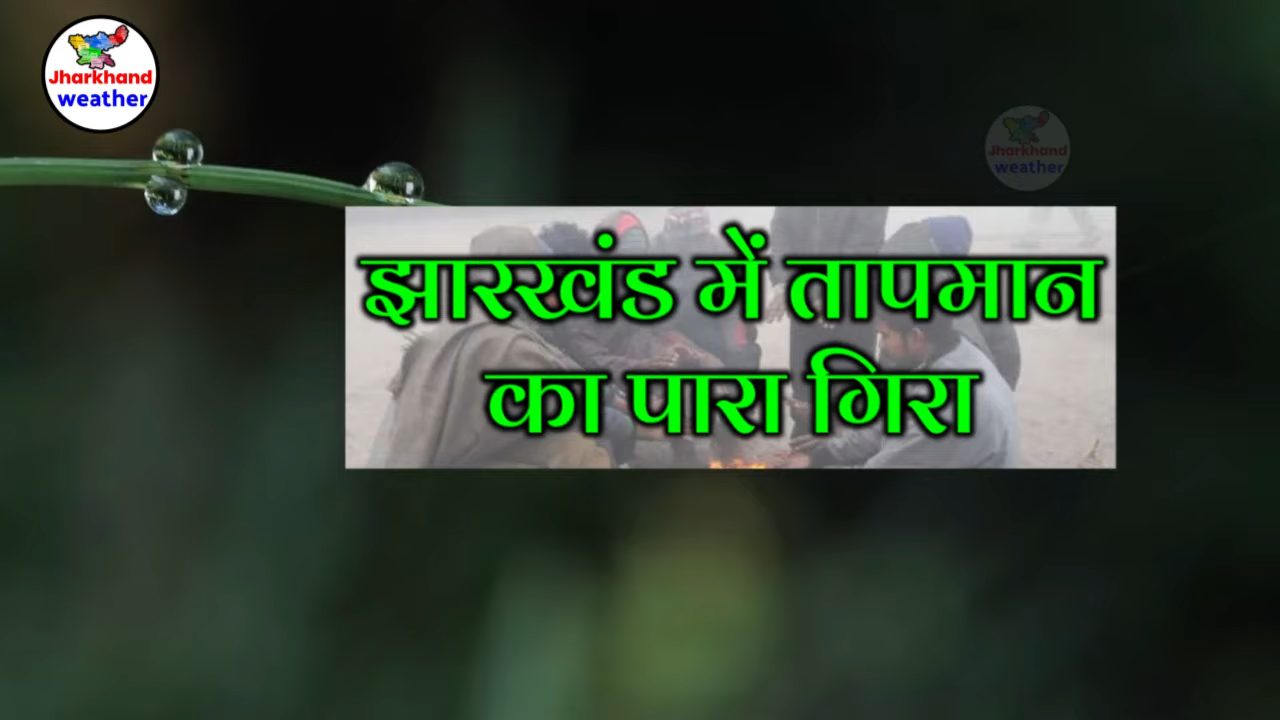 Jharkhand
weather
Jharkhand
weather
झारखंड में तापमान
का पारा गिरा